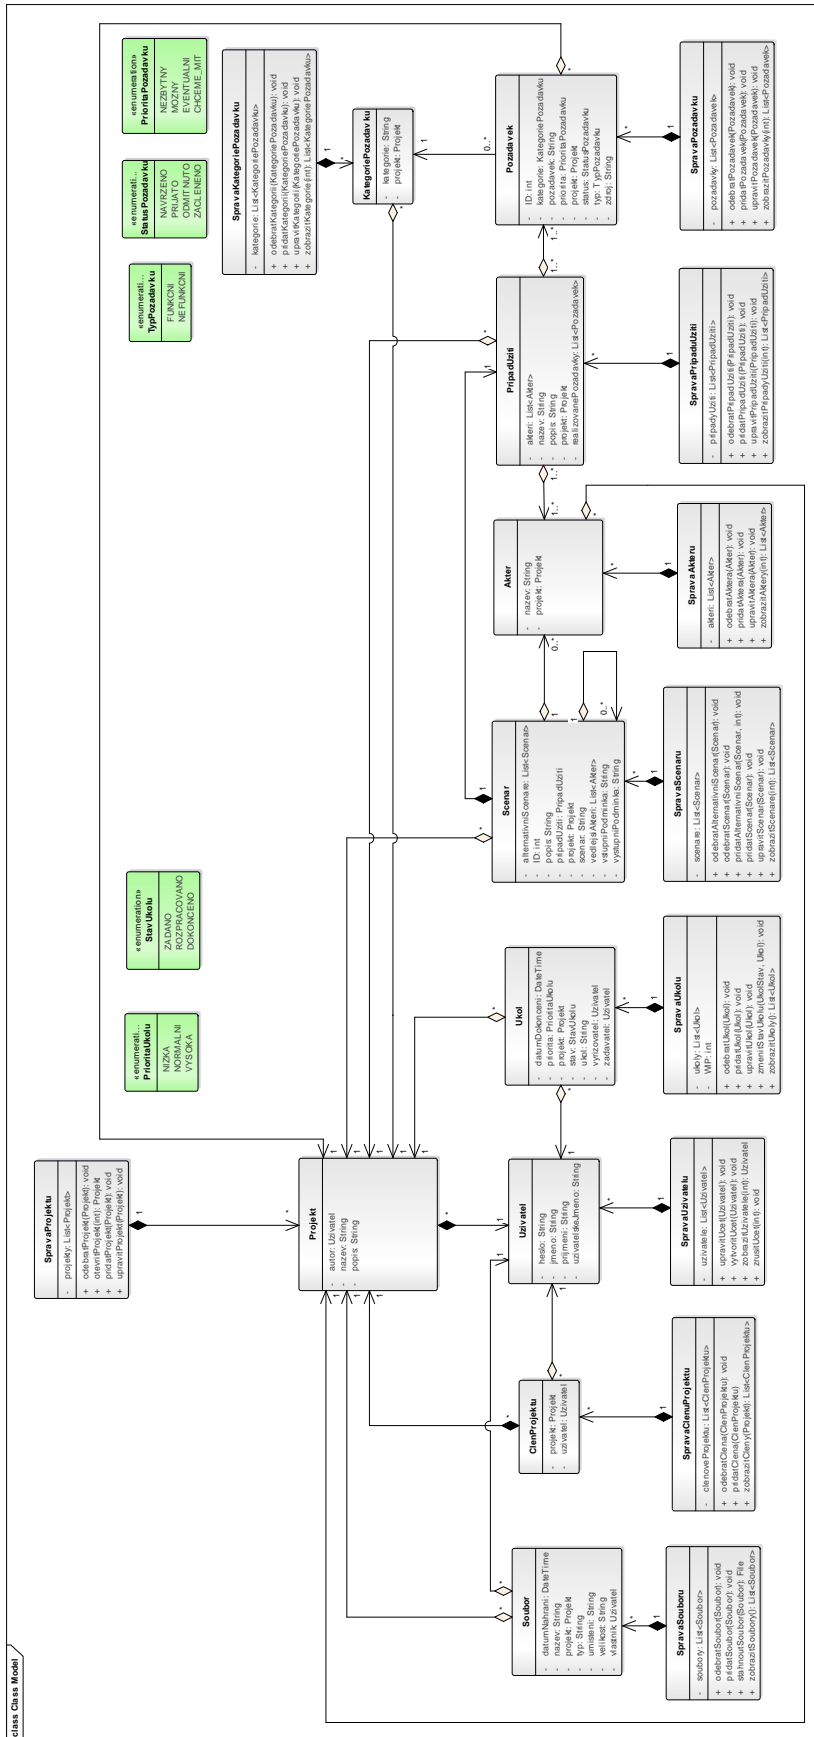 class Class Model
SpravaProjektu
- projekty: List<Projekt>
+ odebratProjekt(Projekt): void
+ otevritProjekt(int): Projekt
+ pridatProjekt(Projekt): void
+ upravitProjekt(Projekt): void
«enumerati...
PrioritaUkolu
NIZKA
NORMALNI
VYSOKA
«enumeration»
StavUkolu
ZADANO
ROZPRACOVANO
DOKONCENO
«enumerati...
TypPozadavku
FUNKCNI
NEFUNKCNI
«enumerati...
StatusPozadavku
NAVRZENO
PRIJATO
ODMITNUTO
ZACLENENO
«enumeration»
PrioritaPozadavku
NEZBYTNY
MOZNY
EVENTUALNI
CHCEME_MIT
SpravaKategoriePozadavku
- kategorie: List<KategoriePozadavku>
+ odebratKategorii(KategoriePozadavku): void
+ pridatKategorii(KategoriePozadavku): void
+ upravitKategorii(KategoriePozadavku): void
+ zobrazitKategorie(int): List<KategoriePozadavku>
Projekt
- autor: Uzivatel
- nazev: String
- popis: String
KategoriePozadavku
- kategorie: String
- projekt: Projekt
Soubor
- datumNahrani: DateTime
- nazev: String
- projekt: Projekt
- typ: String
- umisteni: String
- velikost: String
- vlastnik: Uzivatel
ClenProjektu
- projekt: Projekt
- uzivatel: Uzivatel
Uzivatel
- heslo: String
- jmeno: String
- prijmeni: String
- uzivatelskeJmeno: String
Ukol
- datumDokonceni: DateTime
- priorita: PrioritaUkolu
- projekt: Projekt
- stav: StavUkolu
- ukol: String
- vyrizovatel: Uzivatel
- zadavatel: Uzivatel
Scenar
- alternativniScenare: List<Scenar>
- ID: int
- popis: String
- pripadUziti: PripadUziti
- projekt: Projekt
- scenar: String
- vedlejsiAkteri: List<Akter>
- vstupniPodminka: String
- vystupniPodminka: String
Akter
- nazev: String
- projekt: Projekt
PripadUziti
- akteri: List<Akter>
- nazev: String
- popis: String
- projekt: Projekt
- realizovanePozadavky: List<Pozadavek>
Pozadavek
- ID: int
- kategorie: KategoriePozadavku
- pozadavek: String
- priorita: PrioritaPozadavku
- projekt: Projekt
- status: StatusPozadavku
- typ: TypPozadavku
- zdroj: String
SpravaSouboru
- soubory: List<Soubor>
+ odebratSoubor(Soubor): void
+ pridatSoubor(Soubor): void
+ stahnoutSoubor(Soubor): File
+ zobrazitSoubory(): List<Soubor>
SpravaClenuProjektu
- clenoveProjektu: List<ClenProjektu>
+ odebratClena(ClenProjektu): void
+ pridatClena(ClenProjektu)
+ zobrazitCleny(Projekt): List<ClenProjektu>
SpravaUzivatelu
- uzivatele: List<Uzivatel>
+ upravitUcet(Uzivatel): void
+ vytvoritUcet(Uzivatel): void
+ zobrazitUzivatele(int): Uzivatel
+ zrusitUcet(int): void
SpravaUkolu
- ukoly: List<Ukol>
- WIP: int
+ odebratUkol(Ukol): void
+ pridatUkol(Ukol): void
+ upravitUkol(Ukol): void
+ zmenitStavUkolu(UkolStav, Ukol): void
+ zobrazitUkoly(): List<Ukol>
SpravaScenaru
- scenare: List<Scenar>
+ odebratAlternativniScenar(Scenar): void
+ odebratScenar(Scenar): void
+ pridatAlternativniScenar(Scenar, int): void
+ pridatScenar(Scenar): void
+ upravitScenar(Scenar): void
+ zobrazitScenare(int): List<Scenar>
SpravaAkteru
- akteri: List<Akter>
+ odebratAktera(Akter): void
+ pridatAktera(Akter): void
+ upravitAktera(Akter): void
+ zobrazitAktery(int): List<Akter>
SpravaPripaduUziti
- pripadyUziti: List<PripadUziti>
+ odebratPripadUziti(PripadUziti): void
+ pridatPripadUziti(PripadUziti): void
+ upravitPripadUziti(PripadUziti): void
+ zobrazitPripadyUziti(int): List<PripadUziti>
SpravaPozadavku
- pozadavky: List<Pozadavek>
+ odebratPozadavek(Pozadavek): void
+ pridatPozadavek(Pozadavek): void
+ upravitPozadavek(Pozadavek): void
+ zobrazitPozadavky(int): List<Pozadavek>